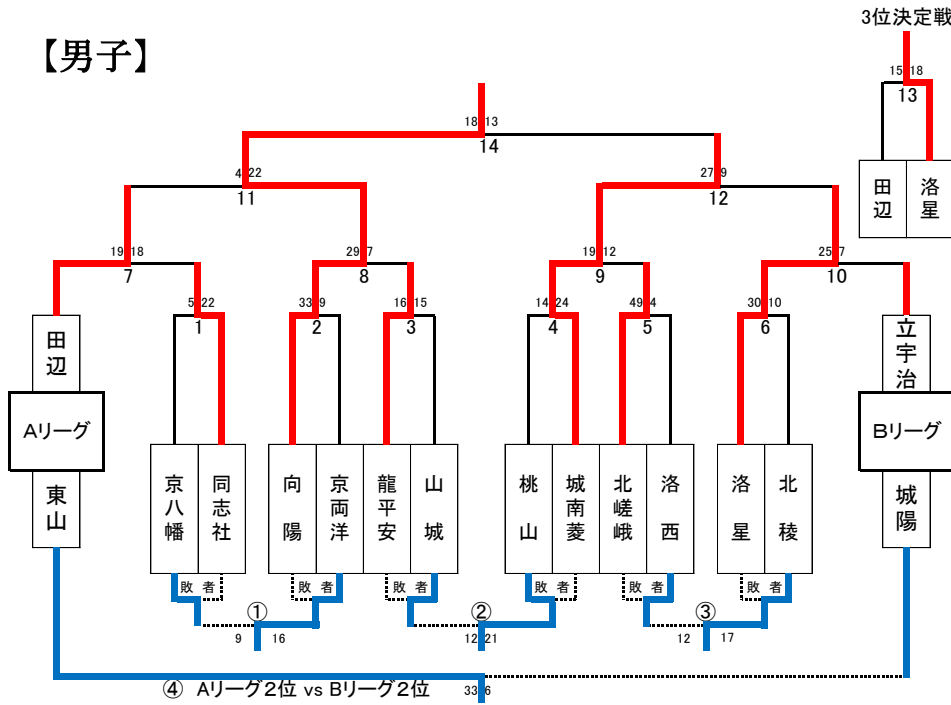 3位決定戦
【男子】
15 18
13
18 13
14
田辺
洛星
4 22
11
27 9
12
19 18
7
29 7
8
19 12
9
25 7
10
5 22
1
33 9
2
16 15
3
14 24
4
49 4
5
30 10
6
田辺
立宇治
Aリーグ
Bリーグ
東山
京八幡
同志社
向陽
京両洋
龍平安
山城
桃山
城南菱
北嵯峨
洛西
洛星
北稜
城陽
敗者
敗者
敗者
敗者
敗者
敗者
①
②
③
9 16
12 21
12 17
④ Aリーグ2位 vs Bリーグ2位
33 6